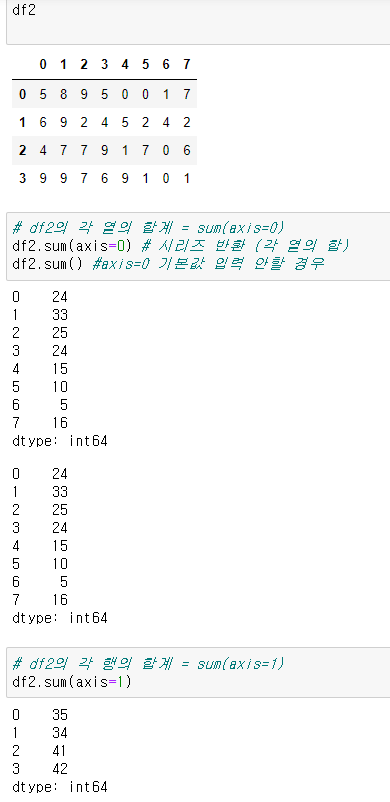 df2
0 1 2 3 4 5 6 7
0 5 8 9 5 0 0 1 7
1 6 9 2 4 5 2 4 2
2 4 7 7 9 1 7 0 6
3 9 9 7 6 9 1 0 1
# df2의 각 열의 합계 = sum(axis=0)
df2.sum(axis=0) # 시리즈 반환 (각 열의 합)
df2.sum() #axis=0 기본값 입력 안할 경우
0 24
1 33
2 25
3 24
4 15
5 10
6 5
7 16
dtype: int64
0 24
1 33
2 25
3 24
4 15
5 10
6 5
7 16
dtype: int64
# df2의 각 행의 합계 = sum(axis=1)
df2.sum(axis=1)
0 35
1 34
2 41
3 42
dtype: int64